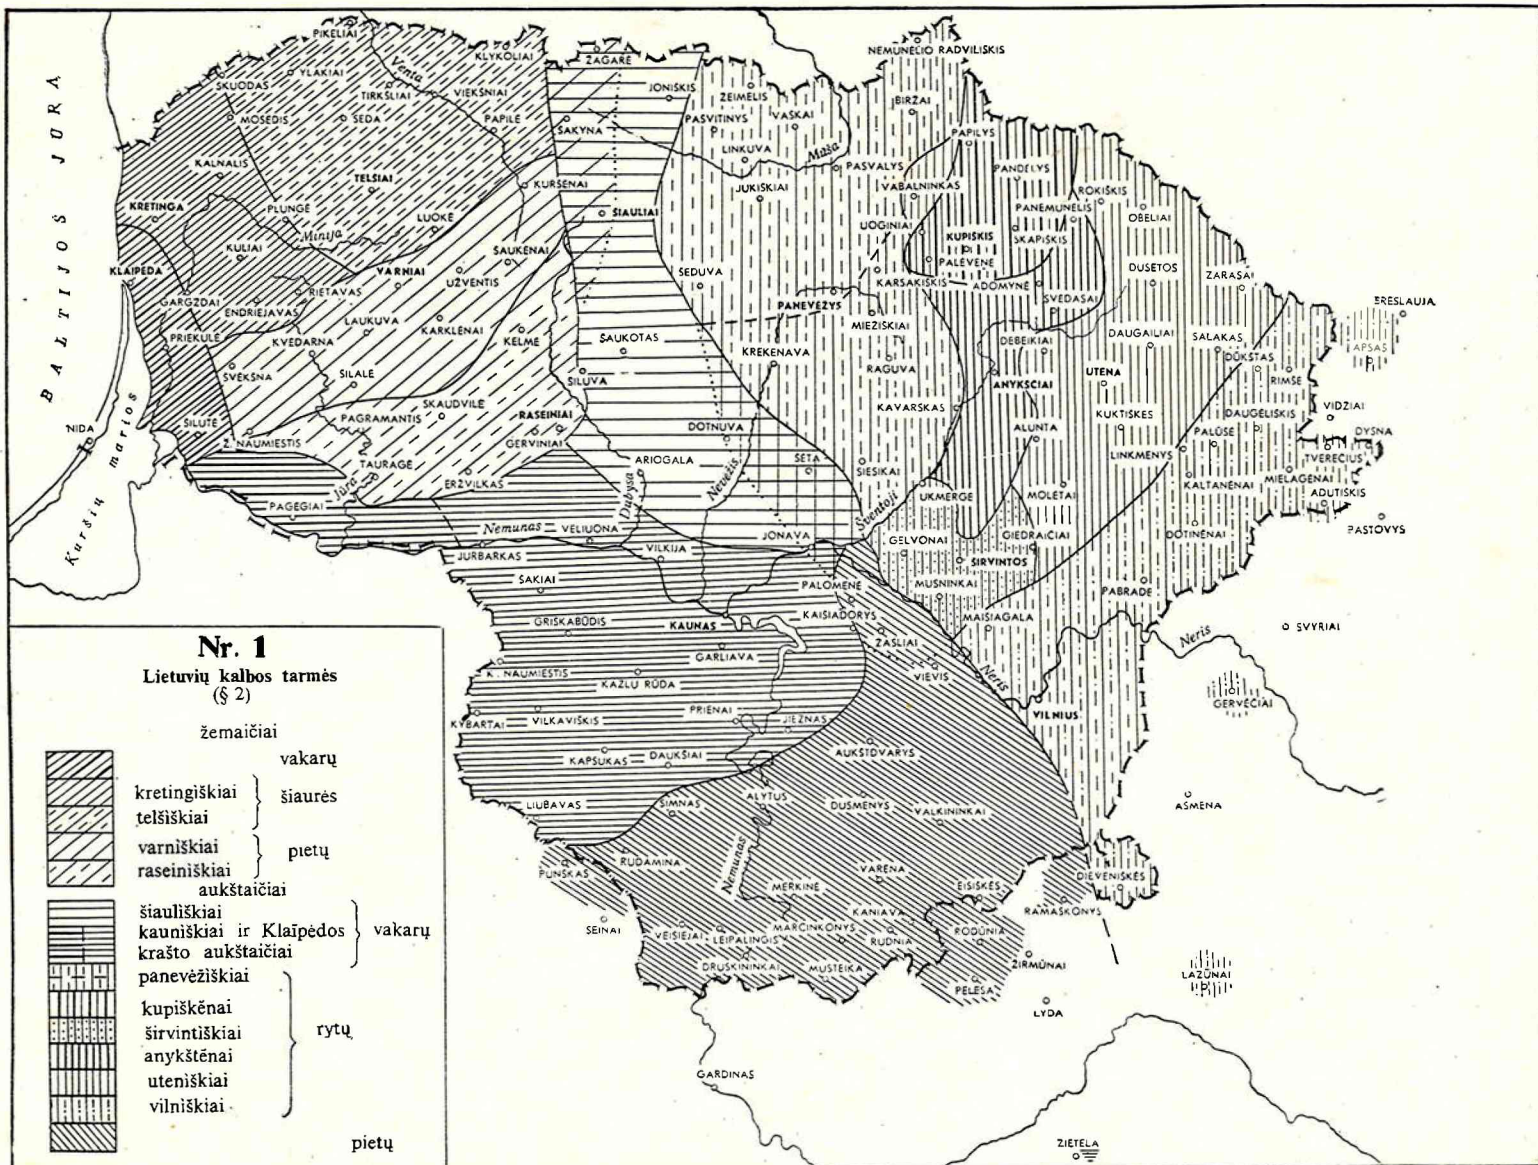 BALTIJOS JŪRA
Kuršių marios
PIKELIAI
KLYKOLIAI
ŽAGARĖ
NEMUNĖLIO RADVILIŠKIS
YLAKIAI
Venta
SKUODAS
TIRKŠLIAI
VIEKŠNIAI
JONIŠKIS
ŽEIMELIS
BIRŽAI
MOSĖDIS
SEDA
PAPILĖ
ŠAKYNA
PAŠVITINYS
VAŠKAI
PAPILYS
LINKUVA
Mūša
KALNALIS
TELŠIAI
KURŠĖNAI
JUKIŠKIAI
PASVALYS
VABALNINKAS
PANDĖLYS
ROKIŠKIS
KRETINGA
PLUNGĖ
LUOKĖ
ŠIAULIAI
PANEMUNĖLIS
OBELIAI
Minija
UOGINIAI
KUPIŠKIS
SKAPIŠKIS
KULIAI
VARNIAI
ŠAUKĖNAI
PALĖVENĖ
DUSETOS
KLAIPĖDA
UŽVENTIS
ŠEDUVA
KARSAKIŠKIS
ADOMYNĖ
ZARASAI
GARGŽDAI
RIETAVAS
PANEVĖŽYS
SVĖDASAI
BRESLAUJA
ENDRIEJAVAS
LAUKUVA
KARKLĖNAI
MIEŽIŠKIAI
PRIEKULĖ
KVĖDARNA
KELMĖ
ŠAUKOTAS
KREKENAVA
DEBEIKIAI
DAUGAILIAI
SALAKAS
APSAS
DŪKŠTAS
ŠVĖKŠNA
ŠILALĖ
ŠILUVA
RAGUVA
ANYKŠČIAI
UTENA
RIMŠĖ
SKAUDVILĖ
KAVARSKAS
KUKTIŠKĖS
DAUGĖLIŠKIS
VIDŽIAI
NIDA
ŠILUTĖ
PAGRAMANTIS
RASEINIAI
DOTNUVA
ALUNTA
PALŪŠĖ
DYSNA
Ž. NAUMIESTIS
GERVINIAI
LINKMENYS
TVEREČIUS
TAURAGĖ
ARIOGALA
ŠĖTA
SIESIKAI
ERŽVILKAS
KALTANĖNAI
MIELAGĖNAI
Jūra
Dubysa
Nevėžis
UKMERGĖ
MOLĖTAI
ADUTIŠKIS
PAGĖGIAI
Nemunas
VELIUONA
Šventoji
PASTOVYS
JURBARKAS
VILKIJA
JONAVA
GELVONAI
GIEDRAIČIAI
DOTINĖNAI
ŠIRVINTOS
ŠAKIAI
PALOMENĖ
MUSNINKAI
PABRADĖ
GRIŠKABŪDIS
KAUNAS
KAIŠIADORYS
MAIŠIAGALA
ŽASLIAI
Neris
SVYRIAI
GARLIAVA
K. NAUMIESTIS
KAZLŲ RŪDA
VIEVIS
Neris
PRIENAI
GERVĖČIAI
KYBARTAI
VILKAVIŠKIS
JIEZNAS
VILNIUS
KAPSUKAS
DAUKŠIAI
AUKŠTDVARYS
LIUBAVAS
SIMNAS
ALYTUS
DUSMENYS
VALKININKAI
AŠMENA
PUNSKAS
RUDAMINA
Nemunas
VARĖNA
MERKINĖ
EIŠIŠKĖS
DIEVENIŠKĖS
SEINAI
KANIAVA
RAMAŠKONYS
VEISIEJAI
LEIPALINGIS
MARCINKONYS
RUDNIA
RODŪNIA
DRUSKININKAI
MUSTEIKA
ŽIRMŪNAI
LAZŪNAI
PELESA
LYDA
GARDINAS
ZIETELA
Nr. 1
Lietuvių kalbos tarmės
(§ 2)
žemaičiai
vakarų
kretingiškiai
šiaurės
telšìškiai
varniškiai
pietų
raseiniškiai
aukštaičiai
šiauliškiai
kauniškiai ir Klaĩpėdos
vakarų
krašto aukštaičiai
panevėžiškiai
kupiškėnai
širvintiškiai
rytų
anykštėnai
uteniškiai
vilniškiai
pietų